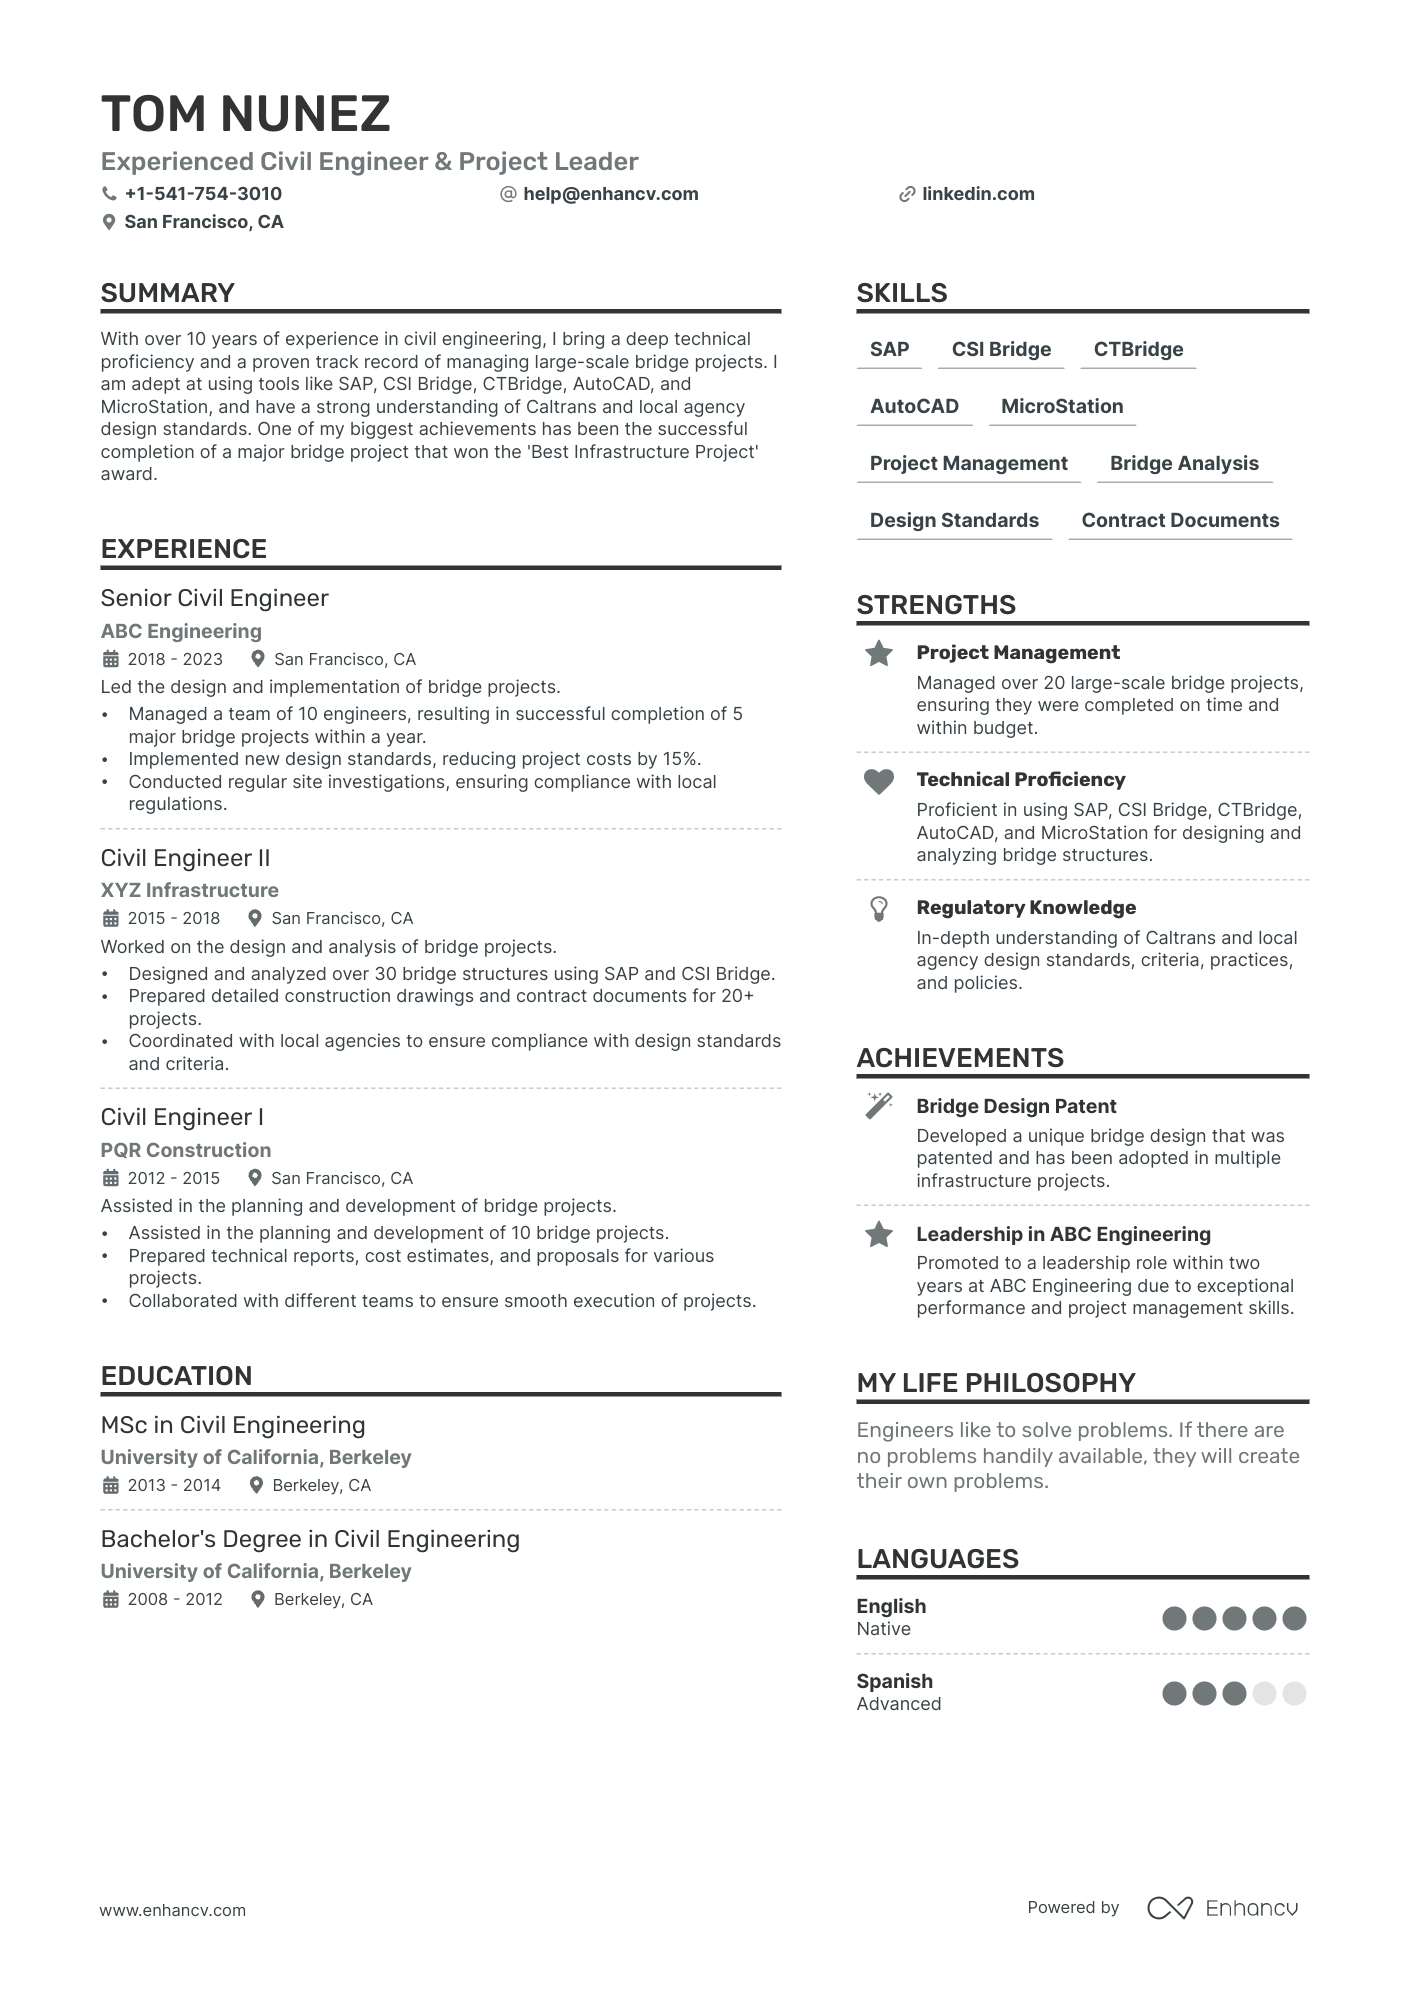 TOM NUNEZ
Experienced Civil Engineer & Project Leader
+1-541-754-3010
help@enhancv.com
linkedin.com
San Francisco, CA
SUMMARY
With over 10 years of experience in civil engineering, I bring a deep technical
proficiency and a proven track record of managing large-scale bridge projects. I
am adept at using tools like SAP, CSI Bridge, CTBridge, AutoCAD, and
MicroStation, and have a strong understanding of Caltrans and local agency
design standards. One of my biggest achievements has been the successful
completion of a major bridge project that won the 'Best Infrastructure Project'
award.
EXPERIENCE
Senior Civil Engineer
ABC Engineering
2018 - 2023 San Francisco, CA
Led the design and implementation of bridge projects.
• Managed a team of 10 engineers, resulting in successful completion of 5
major bridge projects within a year.
• Implemented new design standards, reducing project costs by 15%.
• Conducted regular site investigations, ensuring compliance with local
regulations.
Civil Engineer II
XYZ Infrastructure
2015 - 2018 San Francisco, CA
Worked on the design and analysis of bridge projects.
• Designed and analyzed over 30 bridge structures using SAP and CSI Bridge.
• Prepared detailed construction drawings and contract documents for 20+
projects.
• Coordinated with local agencies to ensure compliance with design standards
and criteria.
Civil Engineer I
PQR Construction
2012 - 2015 San Francisco, CA
Assisted in the planning and development of bridge projects.
• Assisted in the planning and development of 10 bridge projects.
• Prepared technical reports, cost estimates, and proposals for various
projects.
• Collaborated with different teams to ensure smooth execution of projects.
EDUCATION
MSc in Civil Engineering
University of California, Berkeley
2013 - 2014 Berkeley, CA
Bachelor's Degree in Civil Engineering
University of California, Berkeley
2008 - 2012 Berkeley, CA
SKILLS
SAP CSI Bridge CTBridge
AutoCAD MicroStation
Project Management Bridge Analysis
Design Standards Contract Documents
STRENGTHS
Project Management
Managed over 20 large-scale bridge projects,
ensuring they were completed on time and
within budget.
Technical Proficiency
Proficient in using SAP, CSI Bridge, CTBridge,
AutoCAD, and MicroStation for designing and
analyzing bridge structures.
Regulatory Knowledge
In-depth understanding of Caltrans and local
agency design standards, criteria, practices,
and policies.
ACHIEVEMENTS
Bridge Design Patent
Developed a unique bridge design that was
patented and has been adopted in multiple
infrastructure projects.
Leadership in ABC Engineering
Promoted to a leadership role within two
years at ABC Engineering due to exceptional
performance and project management skills.
MY LIFE PHILOSOPHY
Engineers like to solve problems. If there are
no problems handily available, they will create
their own problems.
LANGUAGES
English
Native
Spanish
Advanced
www.enhancv.com
Powered by Enhancv